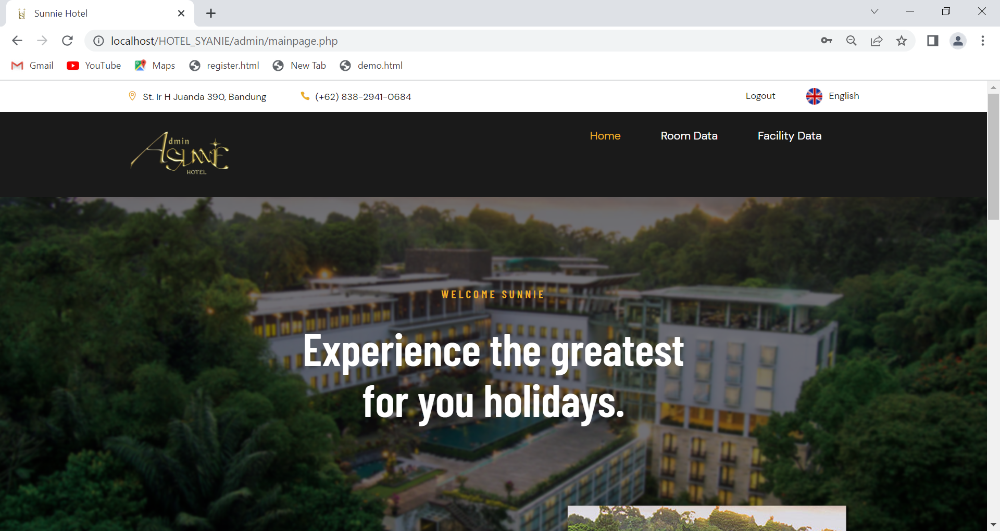 Sunnie Hotel
localhost/HOTEL_SYANIE/admin/mainpage.php
Gmail YouTube Maps register.html New Tab demo.html
St. Ir H Juanda 390, Bandung (+62) 838-2941-0684 Logout English
Admin
SUNNIE
HOTEL
Home Room Data Facility Data
WELCOME SUNNIE
Experience the greatest
for you holidays.